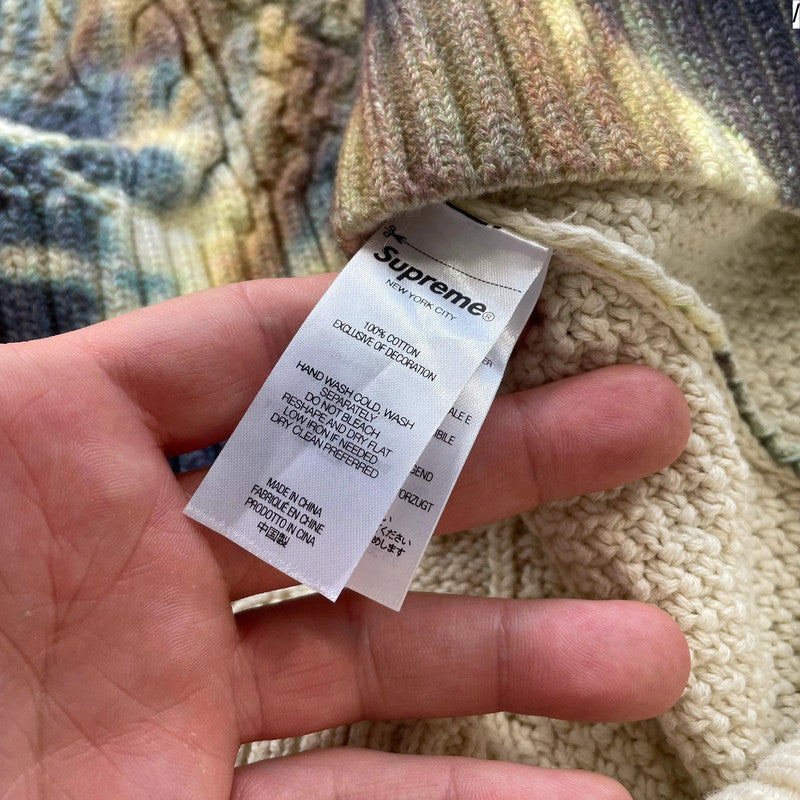 Supreme®
NEW YORK CITY
100% COTTON
EXCLUSIVE OF DECORATION
HAND WASH COLD, WASH
SEPARATELY
DO NOT BLEACH
RESHAPE AND DRY FLAT
LOW IRON IF NEEDED
DRY CLEAN PREFERRED
MADE IN CHINA
FABRIQUÉ EN CHINE
PRODOTTO IN CINA
中国製